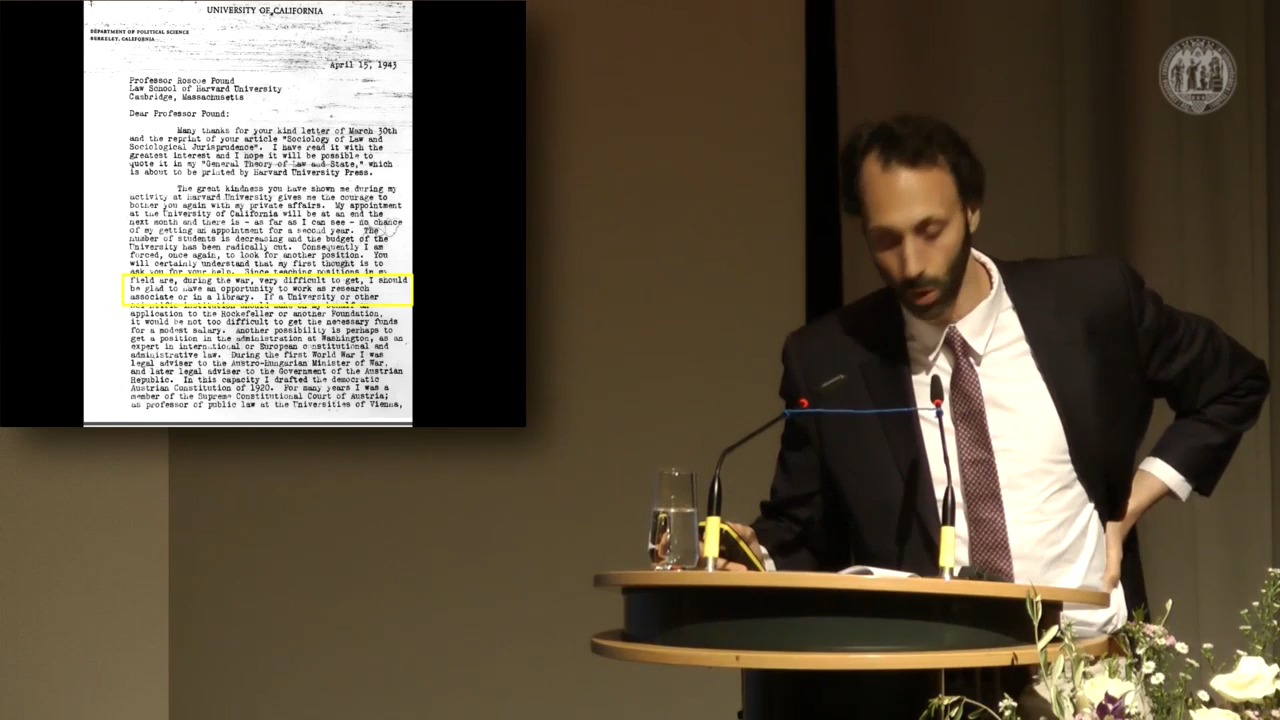 UNIVERSITY OF CALIFORNIA
DEPARTMENT OF POLITICAL SCIENCE
BERKELEY, CALIFORNIA
April 15, 1943
Professor Roscoe Pound
Law School of Harvard University
Cambridge, Massachusetts
Dear Professor Pound:
Many thanks for your kind letter of March 30th
and the reprint of your article "Sociology of Law and
Sociological Jurisprudence". I have read it with the
greatest interest and I hope it will be possible to
quote it in my "General Theory of Law and State," which
is about to be printed by Harvard University Press.
The great kindness you have shown me during my
activity at Harvard University gives me the courage to
bother you again with my private affairs. My appointment
at the University of California will be at an end the
next month and there is - as far as I can see - no chance
of my getting an appointment for a second year. The
number of students is decreasing and the budget of the
University has been radically cut. Consequently I am
forced, once again, to look for another position. You
will certainly understand that my first thought is to
ask you for your help. Since teaching positions in my
field are, during the war, very difficult to get, I should
be glad to have an opportunity to work as research
associate or in a library. If a University or other
scientific institution should make on my behalf an
application to the Rockefeller or another Foundation,
it would be not too difficult to get the necessary funds
for a modest salary. Another possibility is perhaps to
get a position in the administration at Washington, as an
expert in international or European constitutional and
administrative law. During the first World War I was
legal adviser to the Austro-Hungarian Minister of War,
and later legal adviser to the Government of the Austrian
Republic. In this capacity I drafted the democratic
Austrian Constitution of 1920. For many years I was a
member of the Supreme Constitutional Court of Austria;
as professor of public law at the Universities of Vienna,